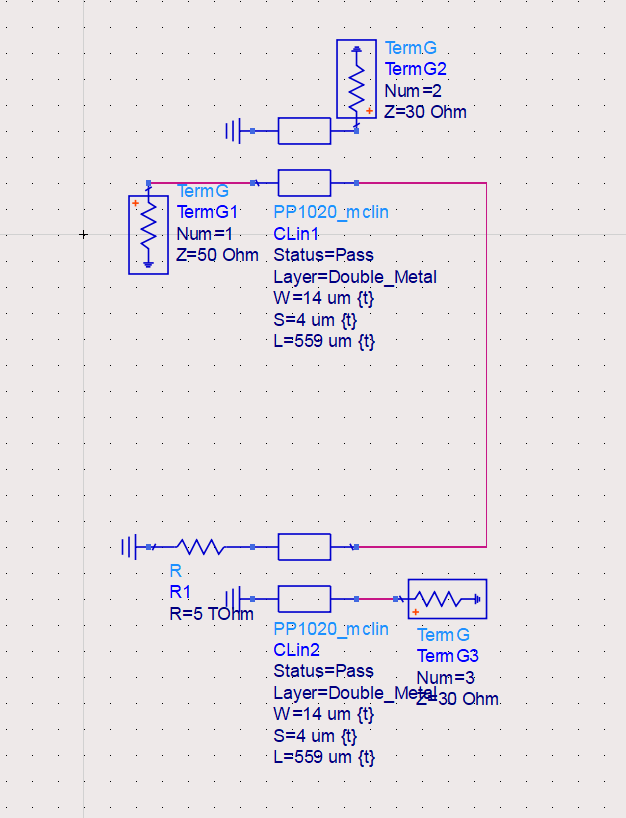 TermG
TermG2
Num=2
Z=30 Ohm
TermG
TermG1
Num=1
Z=50 Ohm
PP1020_mclin
CLin1
Status=Pass
Layer=Double_Metal
W=14 um {t}
S=4 um {t}
L=559 um {t}
R
R1
R=5 TOhm
PP1020_mclin
CLin2
Status=Pass
Layer=Double_Metal
W=14 um {t}
S=4 um {t}
L=559 um {t}
TermG
TermG3
Num=3
Z=30 Ohm